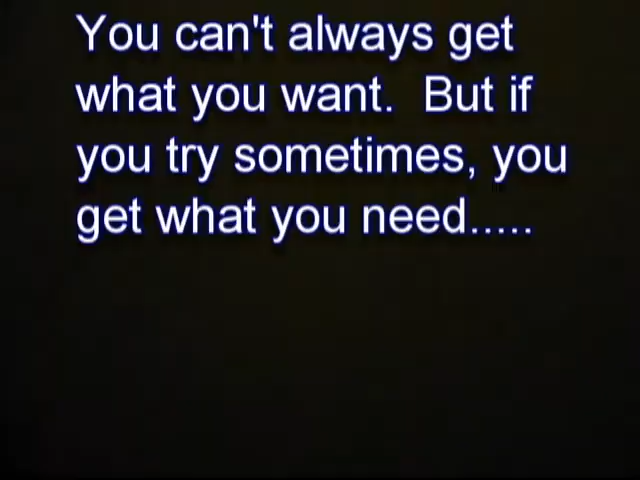 You can't always get
what you want.  But if
you try sometimes, you
get what you need.....